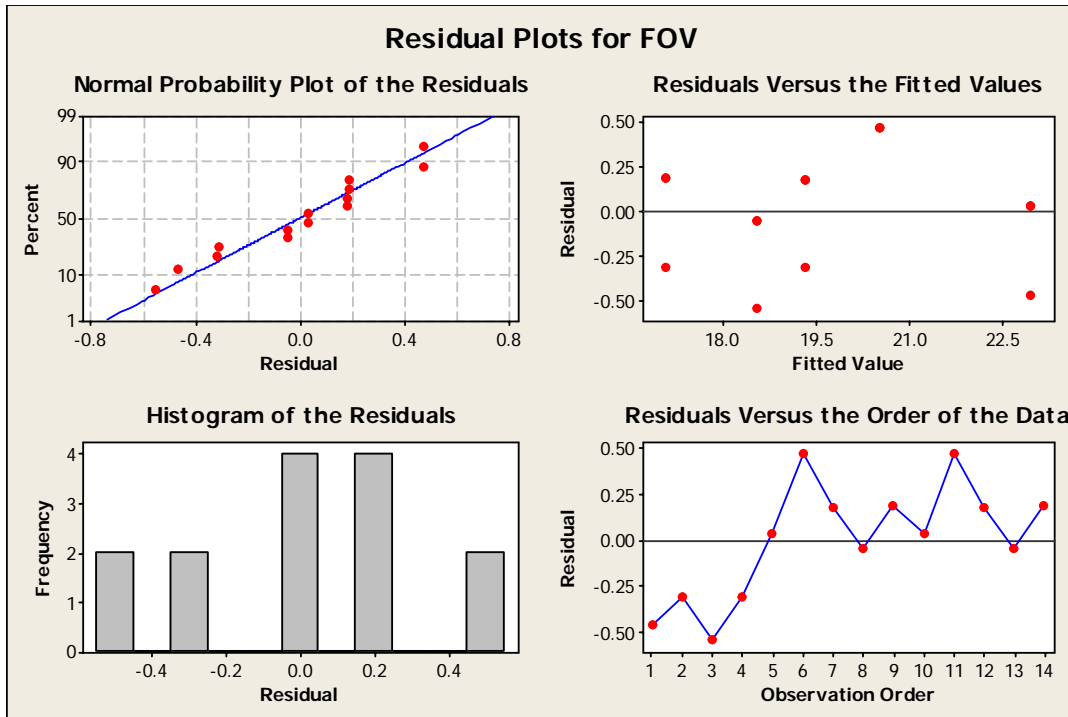 Residual Plots for FOV
Normal Probability Plot of the Residuals
99
90
50
10
1
Percent
-0.8 -0.4 0.0 0.4 0.8
Residual
Residuals Versus the Fitted Values
0.50
0.25
0.00
-0.25
-0.50
Residual
18.0 19.5 21.0 22.5
Fitted Value
Histogram of the Residuals
4
3
2
1
0
Frequency
-0.4 -0.2 0.0 0.2 0.4
Residual
Residuals Versus the Order of the Data
0.50
0.25
0.00
-0.25
-0.50
Residual
1 2 3 4 5 6 7 8 9 10 11 12 13 14
Observation Order